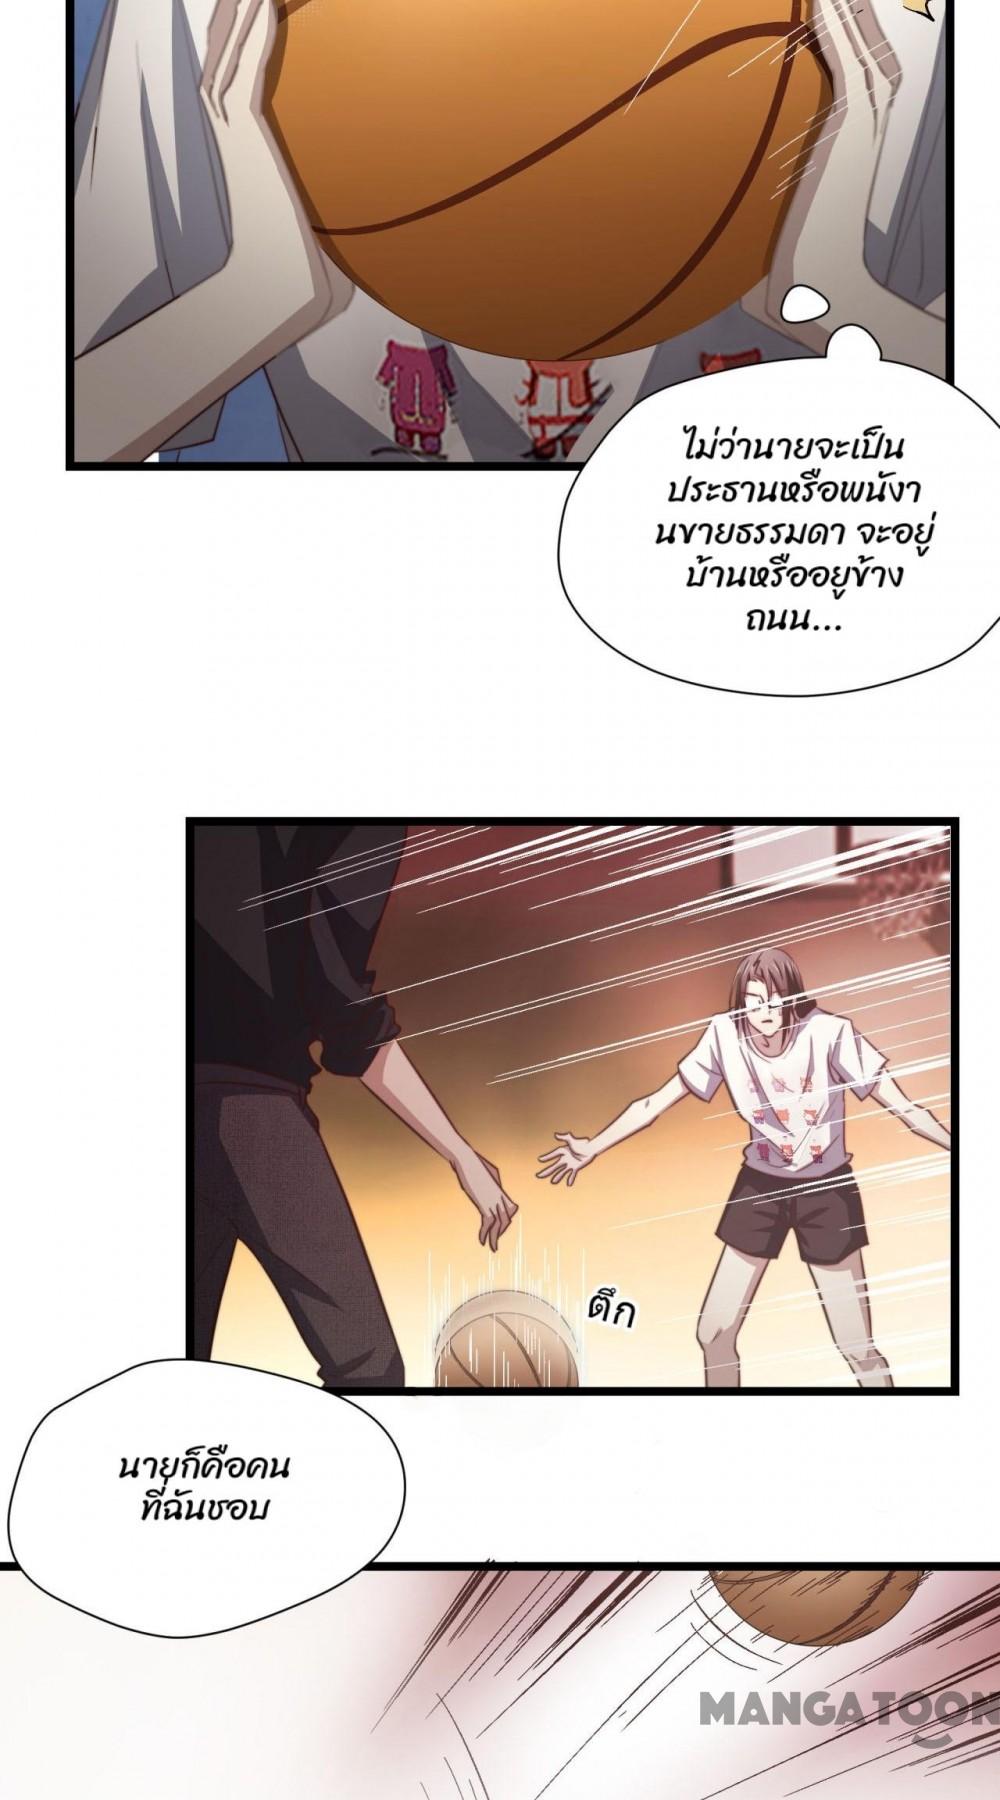 ไม่ว่านายจะเป็น
ประธานหรือพนังงา
นขายธรรมดา จะอยู่
บ้านหรืออยูข้าง
ถนน...
ตึก
นายก็คือคน
ที่ฉันชอบ
MANGATOON